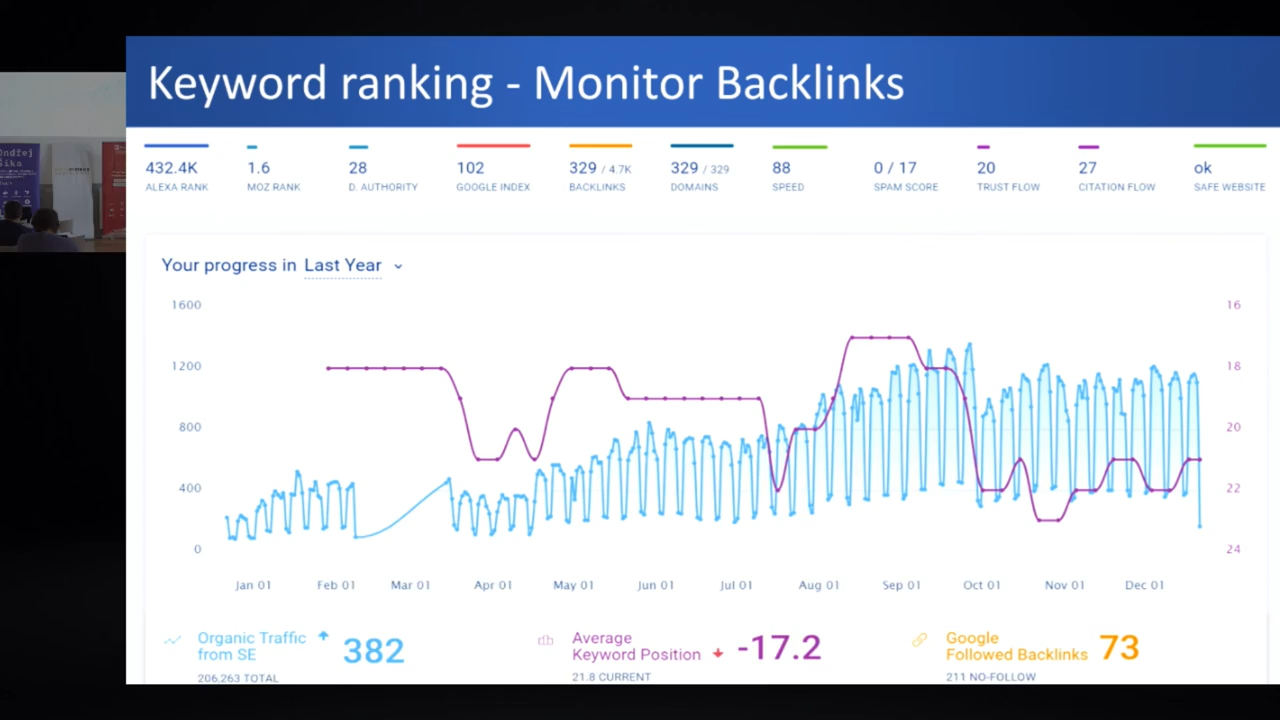 Keyword ranking - Monitor Backlinks
432.4K 1.6 28 102 329 / 4.7K 329 / 329 88 0 / 17 20 27 ok
ALEXA RANK MOZ RANK D. AUTHORITY GOOGLE INDEX BACKLINKS DOMAINS SPEED SPAM SCORE TRUST FLOW CITATION FLOW SAFE WEBSITE
Ondřej
Šika
Your progress in Last Year
1600 16
1200 18
800 20
400 22
0 24
Jan 01 Feb 01 Mar 01 Apr 01 May 01 Jun 01 Jul 01 Aug 01 Sep 01 Oct 01 Nov 01 Dec 01
Organic Traffic
from SE
382
206,263 TOTAL
Average
Keyword Position
-17.2
21.8 CURRENT
Google
Followed Backlinks
73
211 NO-FOLLOW